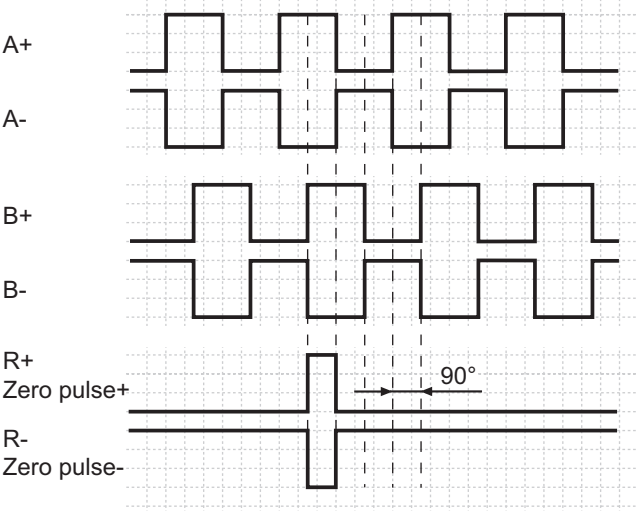 A+
A-
B+
B-
R+
Zero pulse+
90°
R-
Zero pulse-